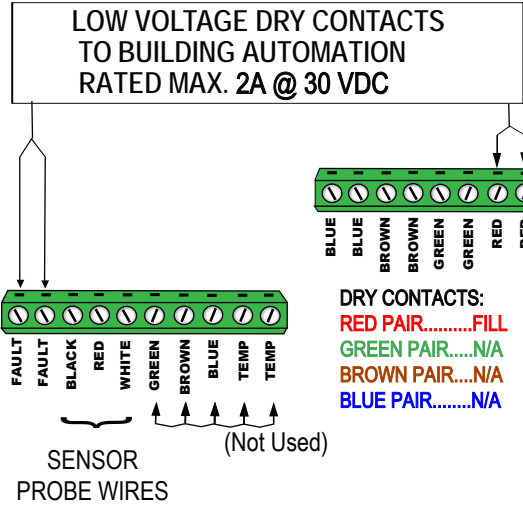 LOW VOLTAGE DRY CONTACTS
TO BUILDING AUTOMATION
RATED MAX. 2A @ 30 VDC
BLUE
BLUE
BROWN
BROWN
GREEN
GREEN
RED
RED
DRY CONTACTS:
RED PAIR..........FILL
GREEN PAIR.....N/A
BROWN PAIR....N/A
BLUE PAIR........N/A
FAULT
FAULT
BLACK
RED
WHITE
GREEN
BROWN
BLUE
TEMP
TEMP
(Not Used)
SENSOR
PROBE WIRES